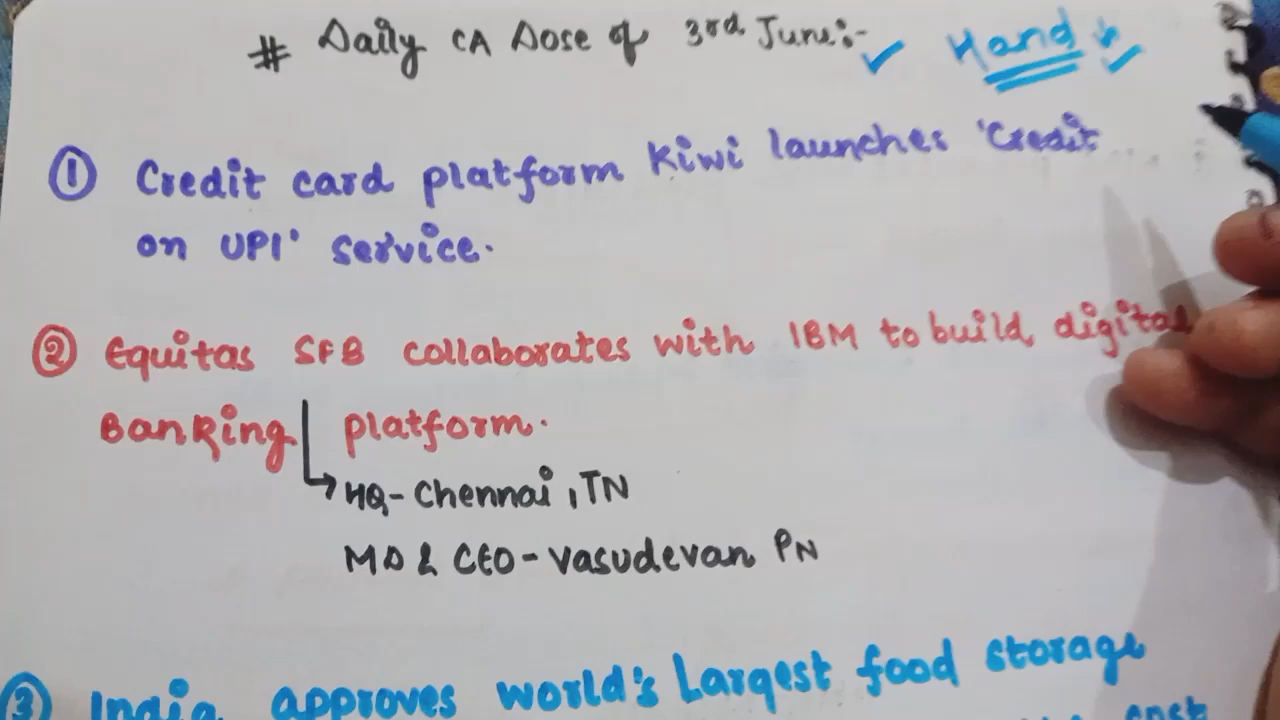 # Daily CA Dose of 3rd June:-
Hand
① Credit card platform Kiwi launches 'Credit
on UPI' service.
② Equitas SFB collaborates with IBM to build digital
Banking platform.
HQ - Chennai, TN
MD & CEO - Vasudevan PN
③ India approves world's Largest food storage
cost